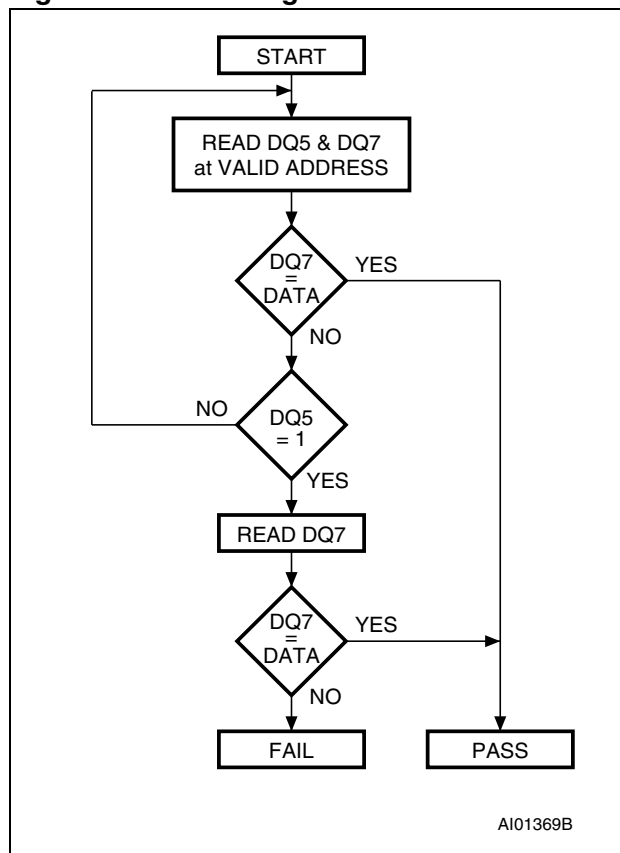 START
READ DQ5 & DQ7
at VALID ADDRESS
DQ7
=
DATA
YES
NO
NO
DQ5
= 1
YES
READ DQ7
DQ7
=
DATA
YES
NO
FAIL
PASS
AI01369B